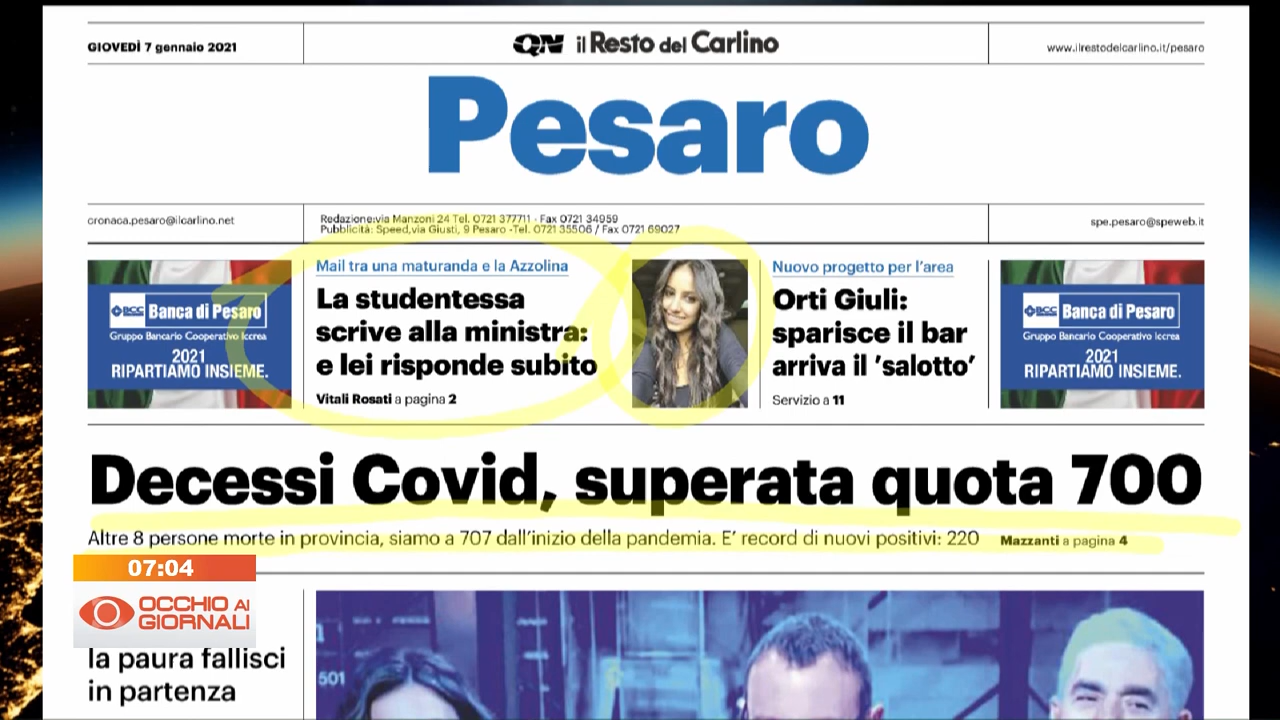 GIOVEDÌ 7 gennaio 2021
QN il Resto del Carlino
www.ilrestodelcarlino.it/pesaro
Pesaro
cronaca.pesaro@ilcarlino.net
Redazione:via Manzoni 24 Tel. 0721 377711 - Fax 0721 34959
Pubblicità: Speed,via Giusti, 9 Pesaro -Tel. 0721 35506 / Fax 0721 69027
spe.pesaro@speweb.it
BCC Banca di Pesaro
Gruppo Bancario Cooperativo Iccrea
2021
RIPARTIAMO INSIEME.
Mail tra una maturanda e la Azzolina
La studentessa
scrive alla ministra:
e lei risponde subito
Vitali Rosati a pagina 2
Nuovo progetto per l'area
Orti Giuli:
sparisce il bar
arriva il 'salotto'
Servizio a 11
BCC Banca di Pesaro
Gruppo Bancario Cooperativo Iccrea
2021
RIPARTIAMO INSIEME.
Decessi Covid, superata quota 700
Altre 8 persone morte in provincia, siamo a 707 dall'inizio della pandemia. E' record di nuovi positivi: 220 Mazzanti a pagina 4
07:04
OCCHIO AI
GIORNALI
la paura fallisci
in partenza
501